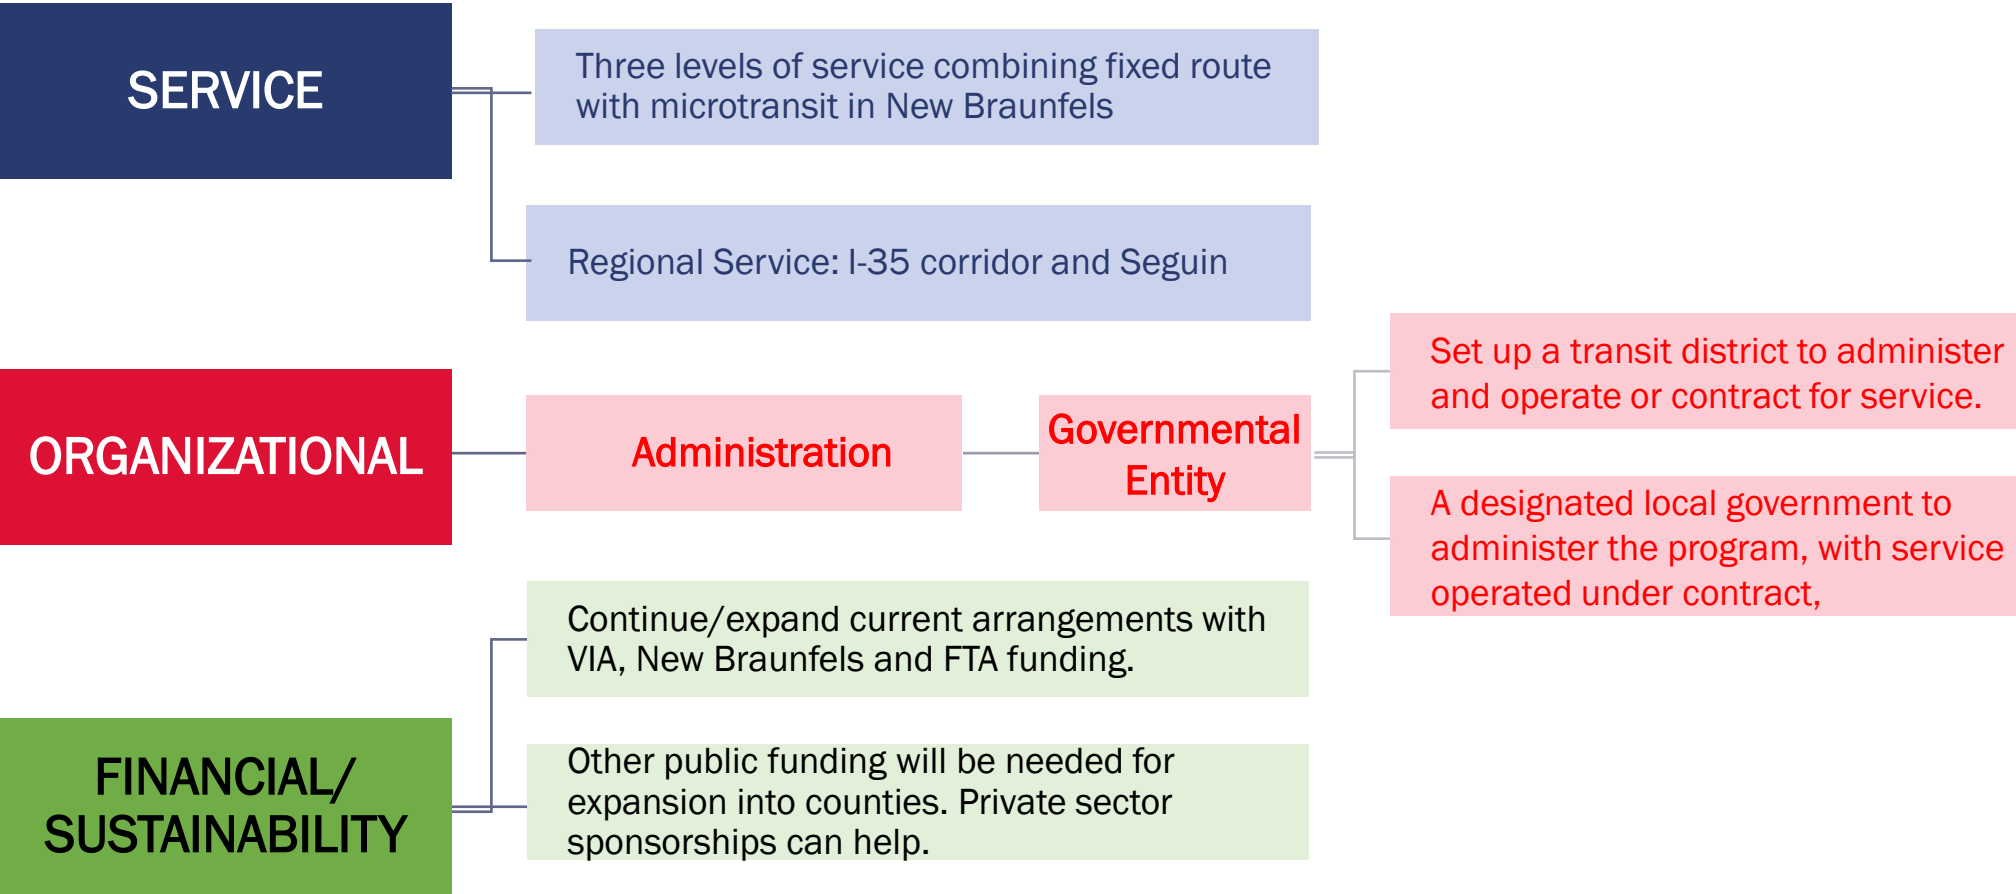 SERVICE
Three levels of service combining fixed route
with microtransit in New Braunfels
Regional Service: I-35 corridor and Seguin
ORGANIZATIONAL
Administration
Governmental
Entity
Set up a transit district to administer
and operate or contract for service.
A designated local government to
administer the program, with service
operated under contract,
FINANCIAL/
SUSTAINABILITY
Continue/expand current arrangements with
VIA, New Braunfels and FTA funding.
Other public funding will be needed for
expansion into counties. Private sector
sponsorships can help.